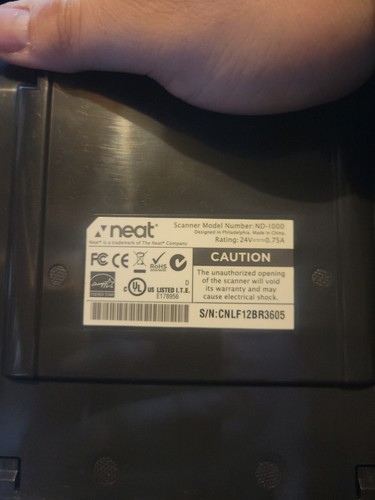 neat®
Scanner Model Number: ND-1000
Designed in Philadelphia. Made in China.
Neat® is a trademark of The Neat® Company
Rating: 24V⎓0.75A
FC CE RoHS
CAUTION
The unauthorized opening
of the scanner will void
its warranty and may
cause electrical shock.
C UL US LISTED I.T.E.
D
E178956
S/N:CNLF12BR3605